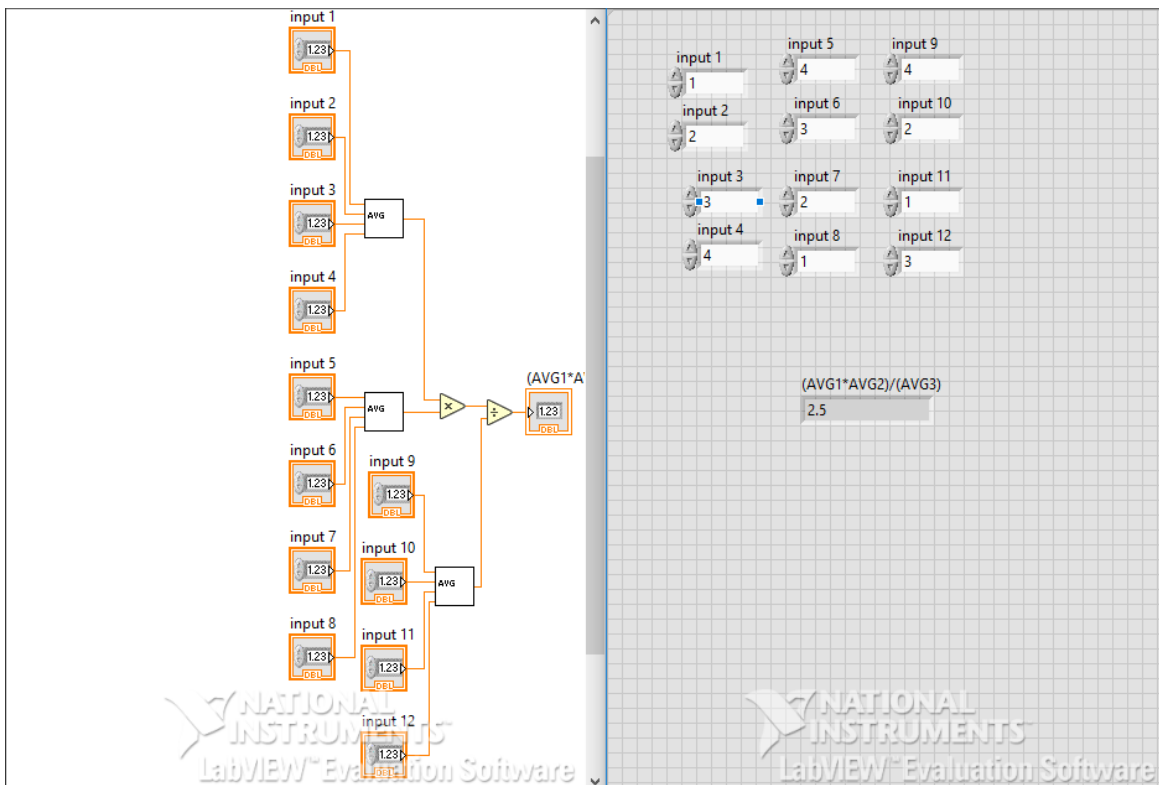 input 1
1.23
DBL
input 2
1.23
DBL
input 3
1.23
DBL
AVG
input 4
1.23
DBL
input 5
1.23
DBL
AVG
×
÷
(AVG1*A
1.23
DBL
input 6
1.23
DBL
input 9
1.23
DBL
input 7
1.23
DBL
input 10
1.23
DBL
AVG
input 8
1.23
DBL
input 11
1.23
DBL
input 12
1.23
NATIONAL
INSTRUMENTS™
LabVIEW™ Evaluation Software
input 1
1
input 2
2
input 3
3
input 4
4
input 5
4
input 6
3
input 7
2
input 8
1
input 9
4
input 10
2
input 11
1
input 12
3
(AVG1*AVG2)/(AVG3)
2.5
NATIONAL
INSTRUMENTS™
LabVIEW™ Evaluation Software